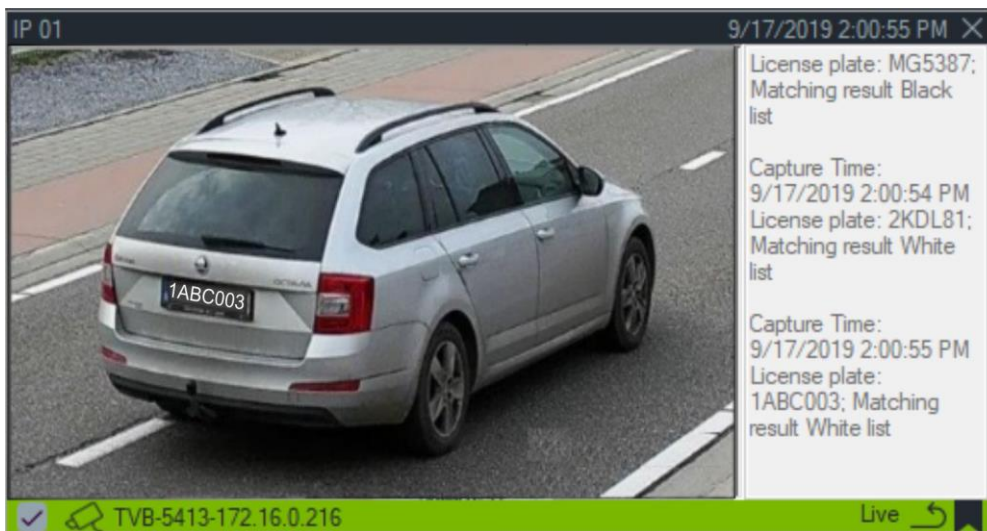 IP 01
9/17/2019 2:00:55 PM
License plate: MG5387;
Matching result Black
list
Capture Time:
9/17/2019 2:00:54 PM
License plate: 2KDL81;
Matching result White
list
Capture Time:
9/17/2019 2:00:55 PM
License plate:
1ABC003; Matching
result White list
OCTAVIA
1ABC003
TVB-5413-172.16.0.216
Live